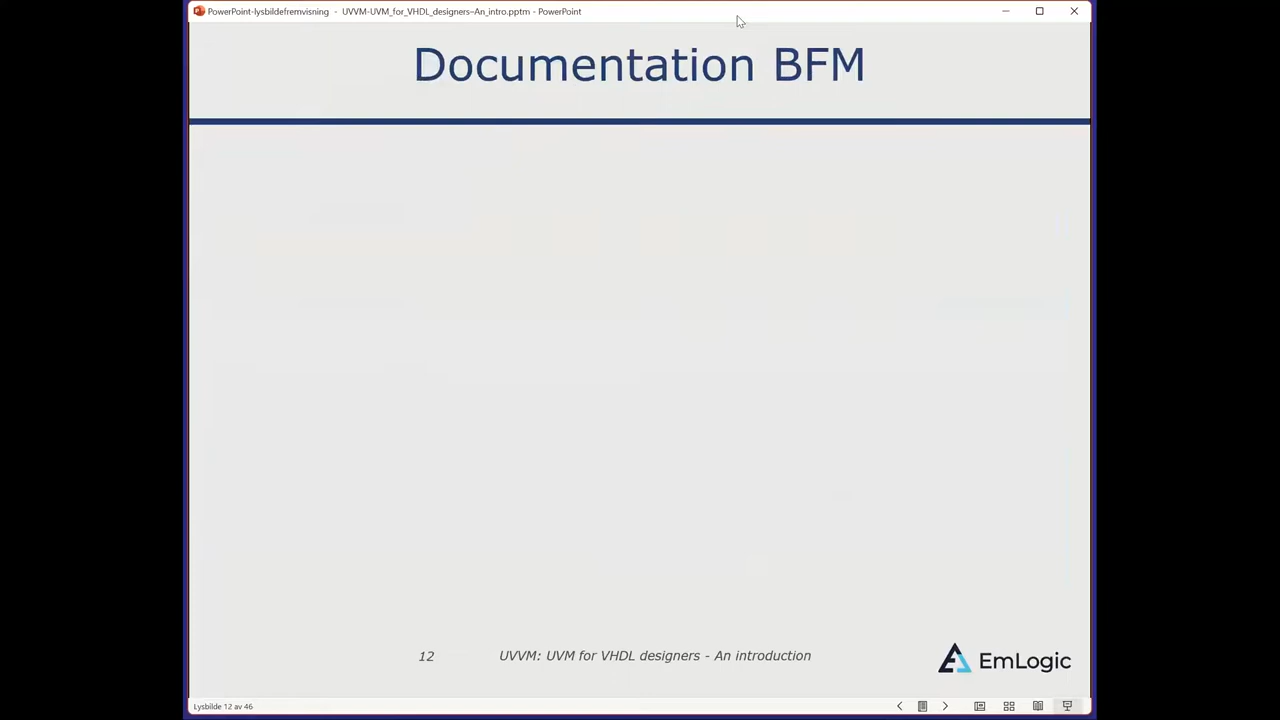 PowerPoint-lysbildefremvisning - UVVM-UVM_for_VHDL_designers–An_intro.pptm - PowerPoint
Documentation BFM
12 UVVM: UVM for VHDL designers - An introduction
EmLogic
Lysbilde 12 av 46